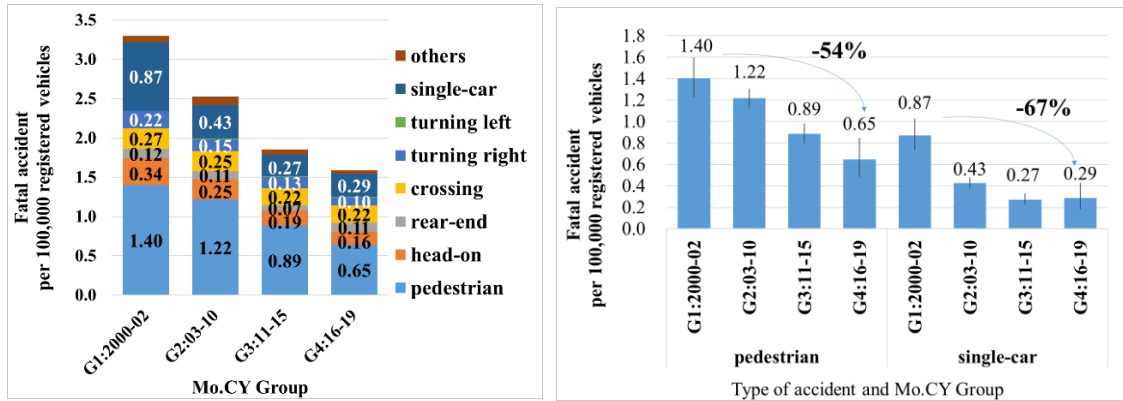 Fatal accident
per 100,000 registered vehicles
3.5
3.0
2.5
2.0
1.5
1.0
0.5
0.0
0.87
0.22
0.27
0.12
0.34
1.40
0.43
0.15
0.25
0.11
0.25
1.22
0.27
0.13
0.22
0.07
0.19
0.89
0.29
0.10
0.22
0.11
0.16
0.65
G1:2000-02
G2:03-10
G3:11-15
G4:16-19
Mo.CY Group
others
single-car
turning left
turning right
crossing
rear-end
head-on
pedestrian
Fatal accident
per 100,000 registered vehicles
1.8
1.6
1.4
1.2
1.0
0.8
0.6
0.4
0.2
0.0
1.40
1.22
0.89
0.65
-54%
0.87
0.43
0.27
0.29
-67%
G1:2000-02
G2:03-10
G3:11-15
G4:16-19
G1:2000-02
G2:03-10
G3:11-15
G4:16-19
pedestrian
single-car
Type of accident and Mo.CY Group